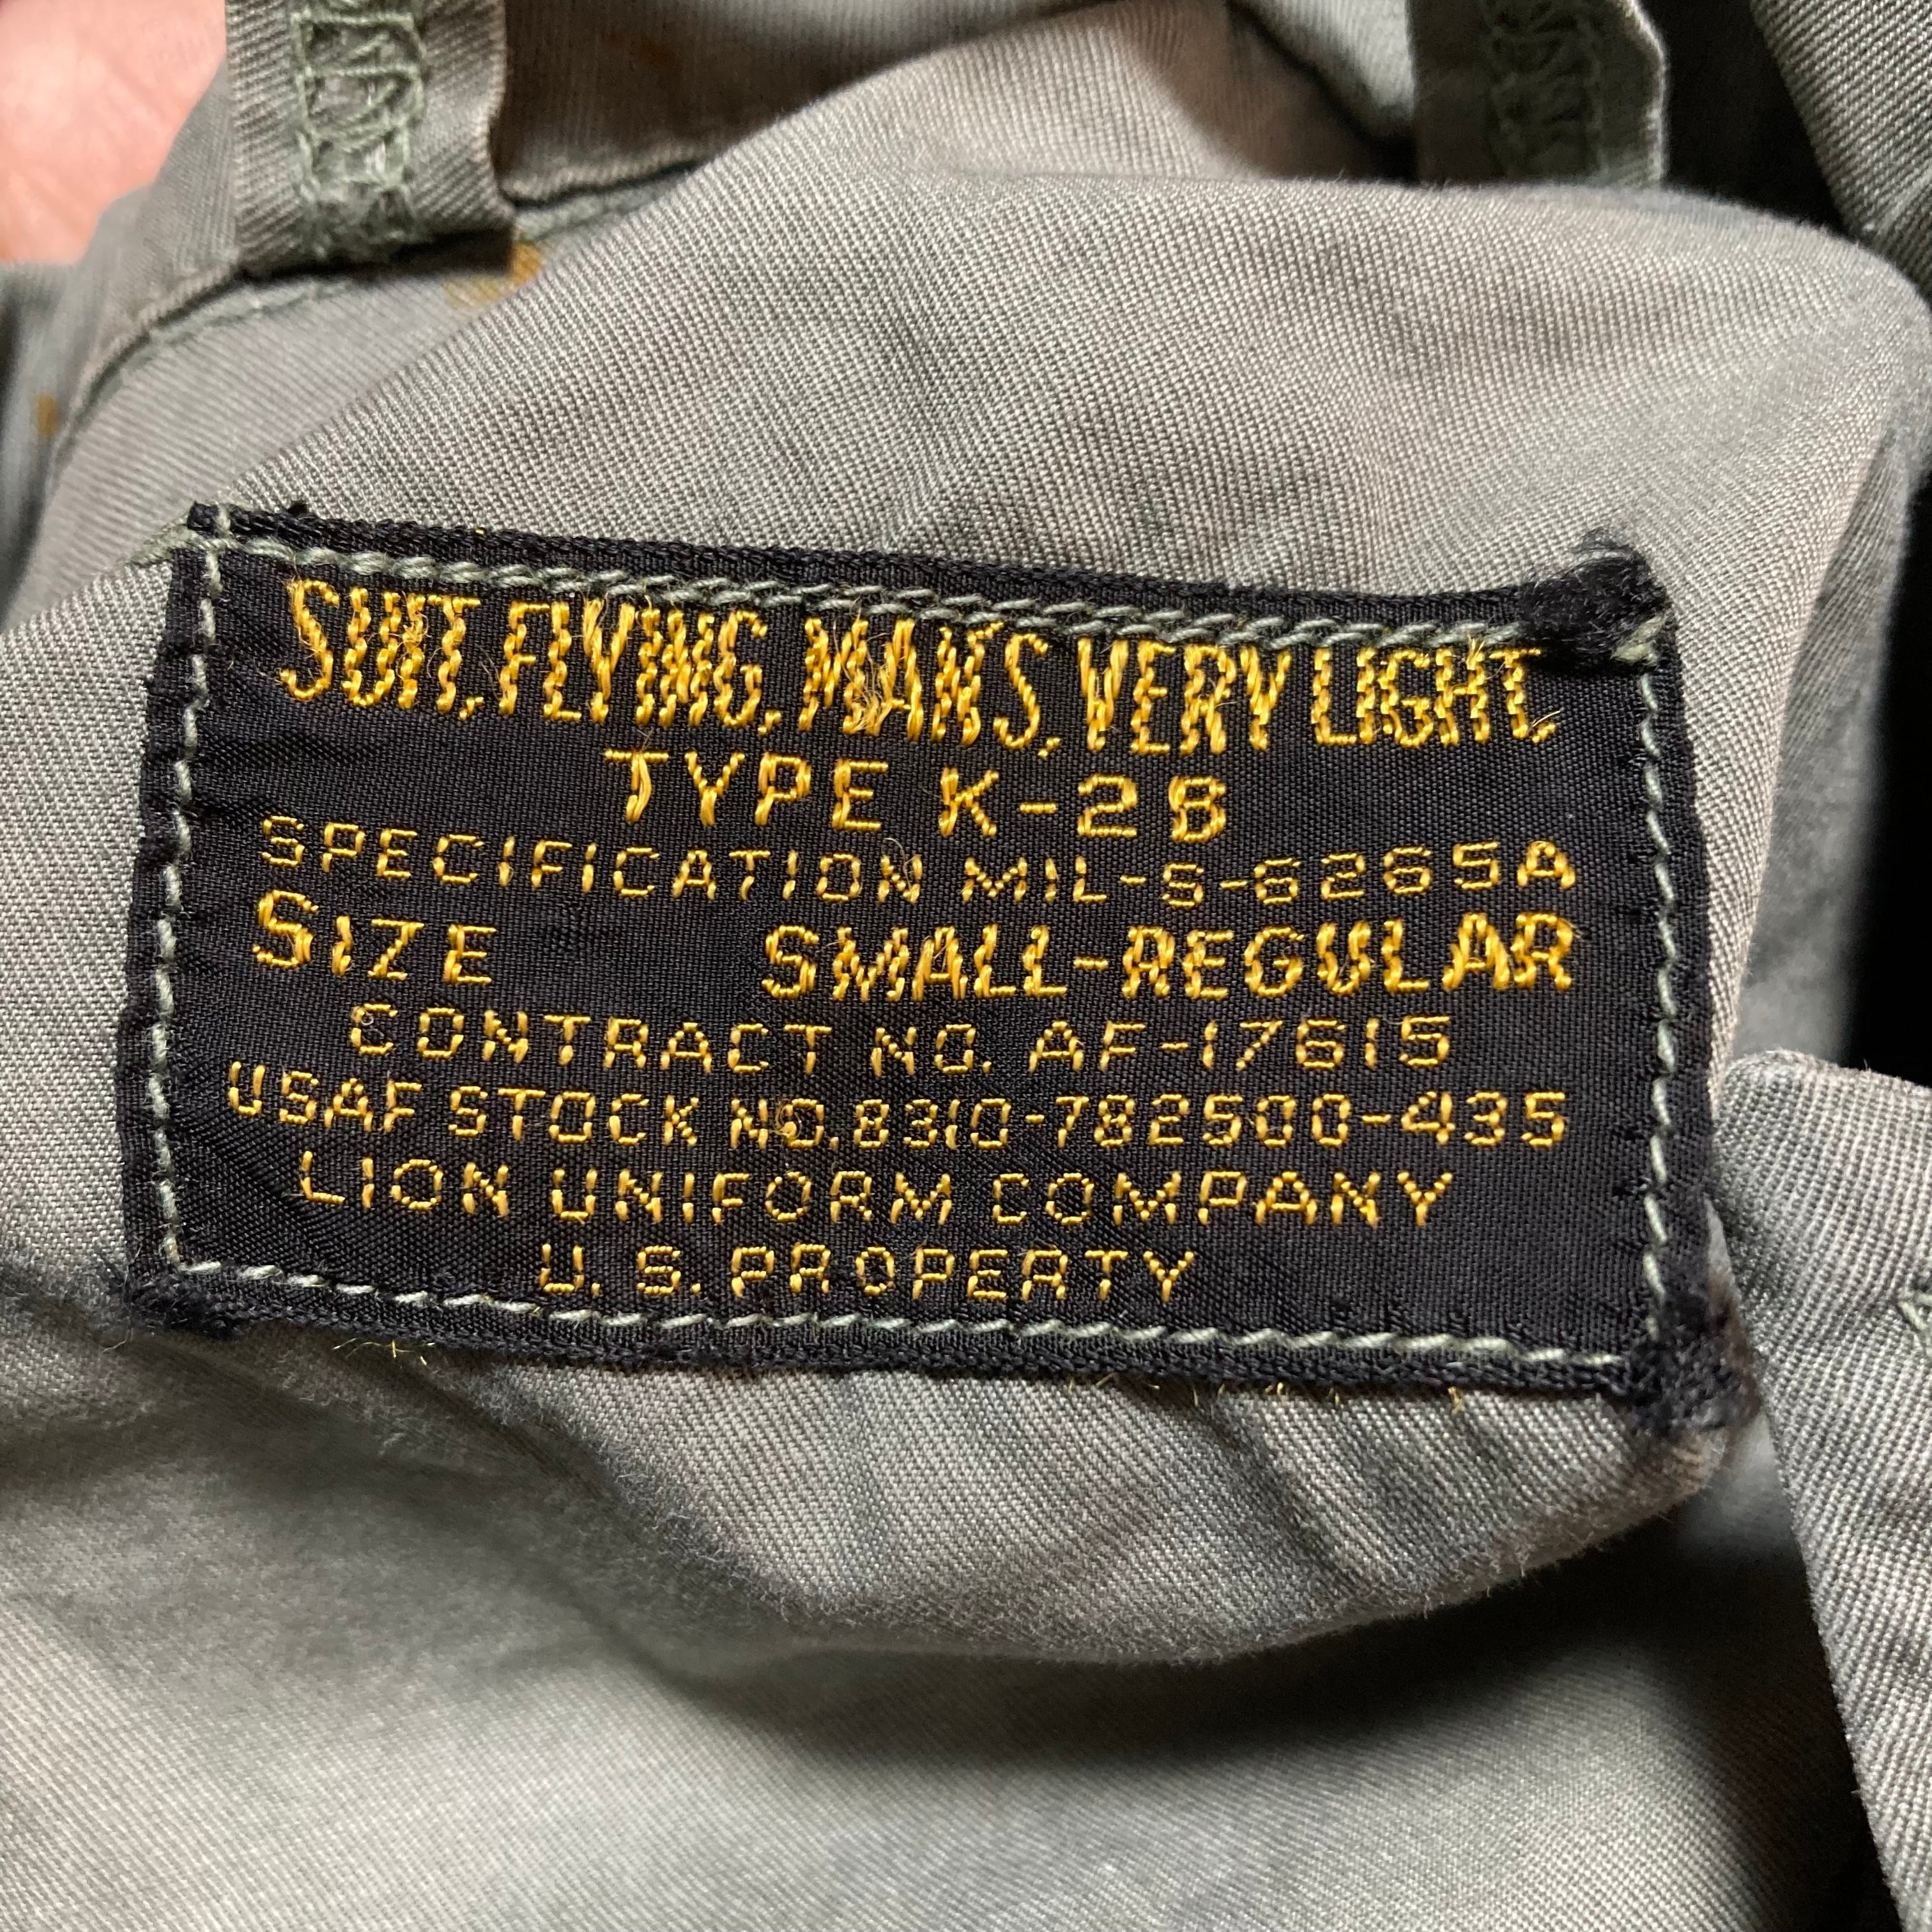 SUIT, FLYING, MAN'S, VERY LIGHT,
TYPE K-2B
SPECIFICATION MIL-S-6265A
SIZE SMALL-REGULAR
CONTRACT NO. AF-17615
USAF STOCK NO. 8310-782500-435
LION UNIFORM COMPANY
U. S. PROPERTY